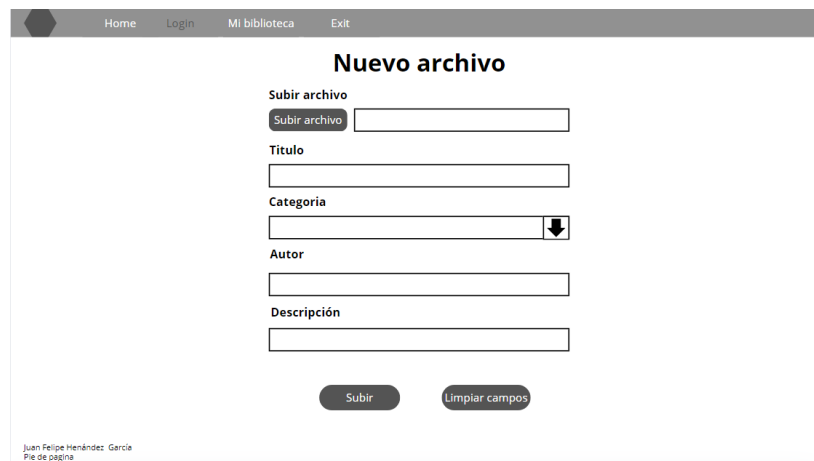 Home Login Mi biblioteca Exit
Nuevo archivo
Subir archivo
Subir archivo
Titulo
Categoria
Autor
Descripción
Subir Limpiar campos
Juan Felipe Henández García
Pie de pagina